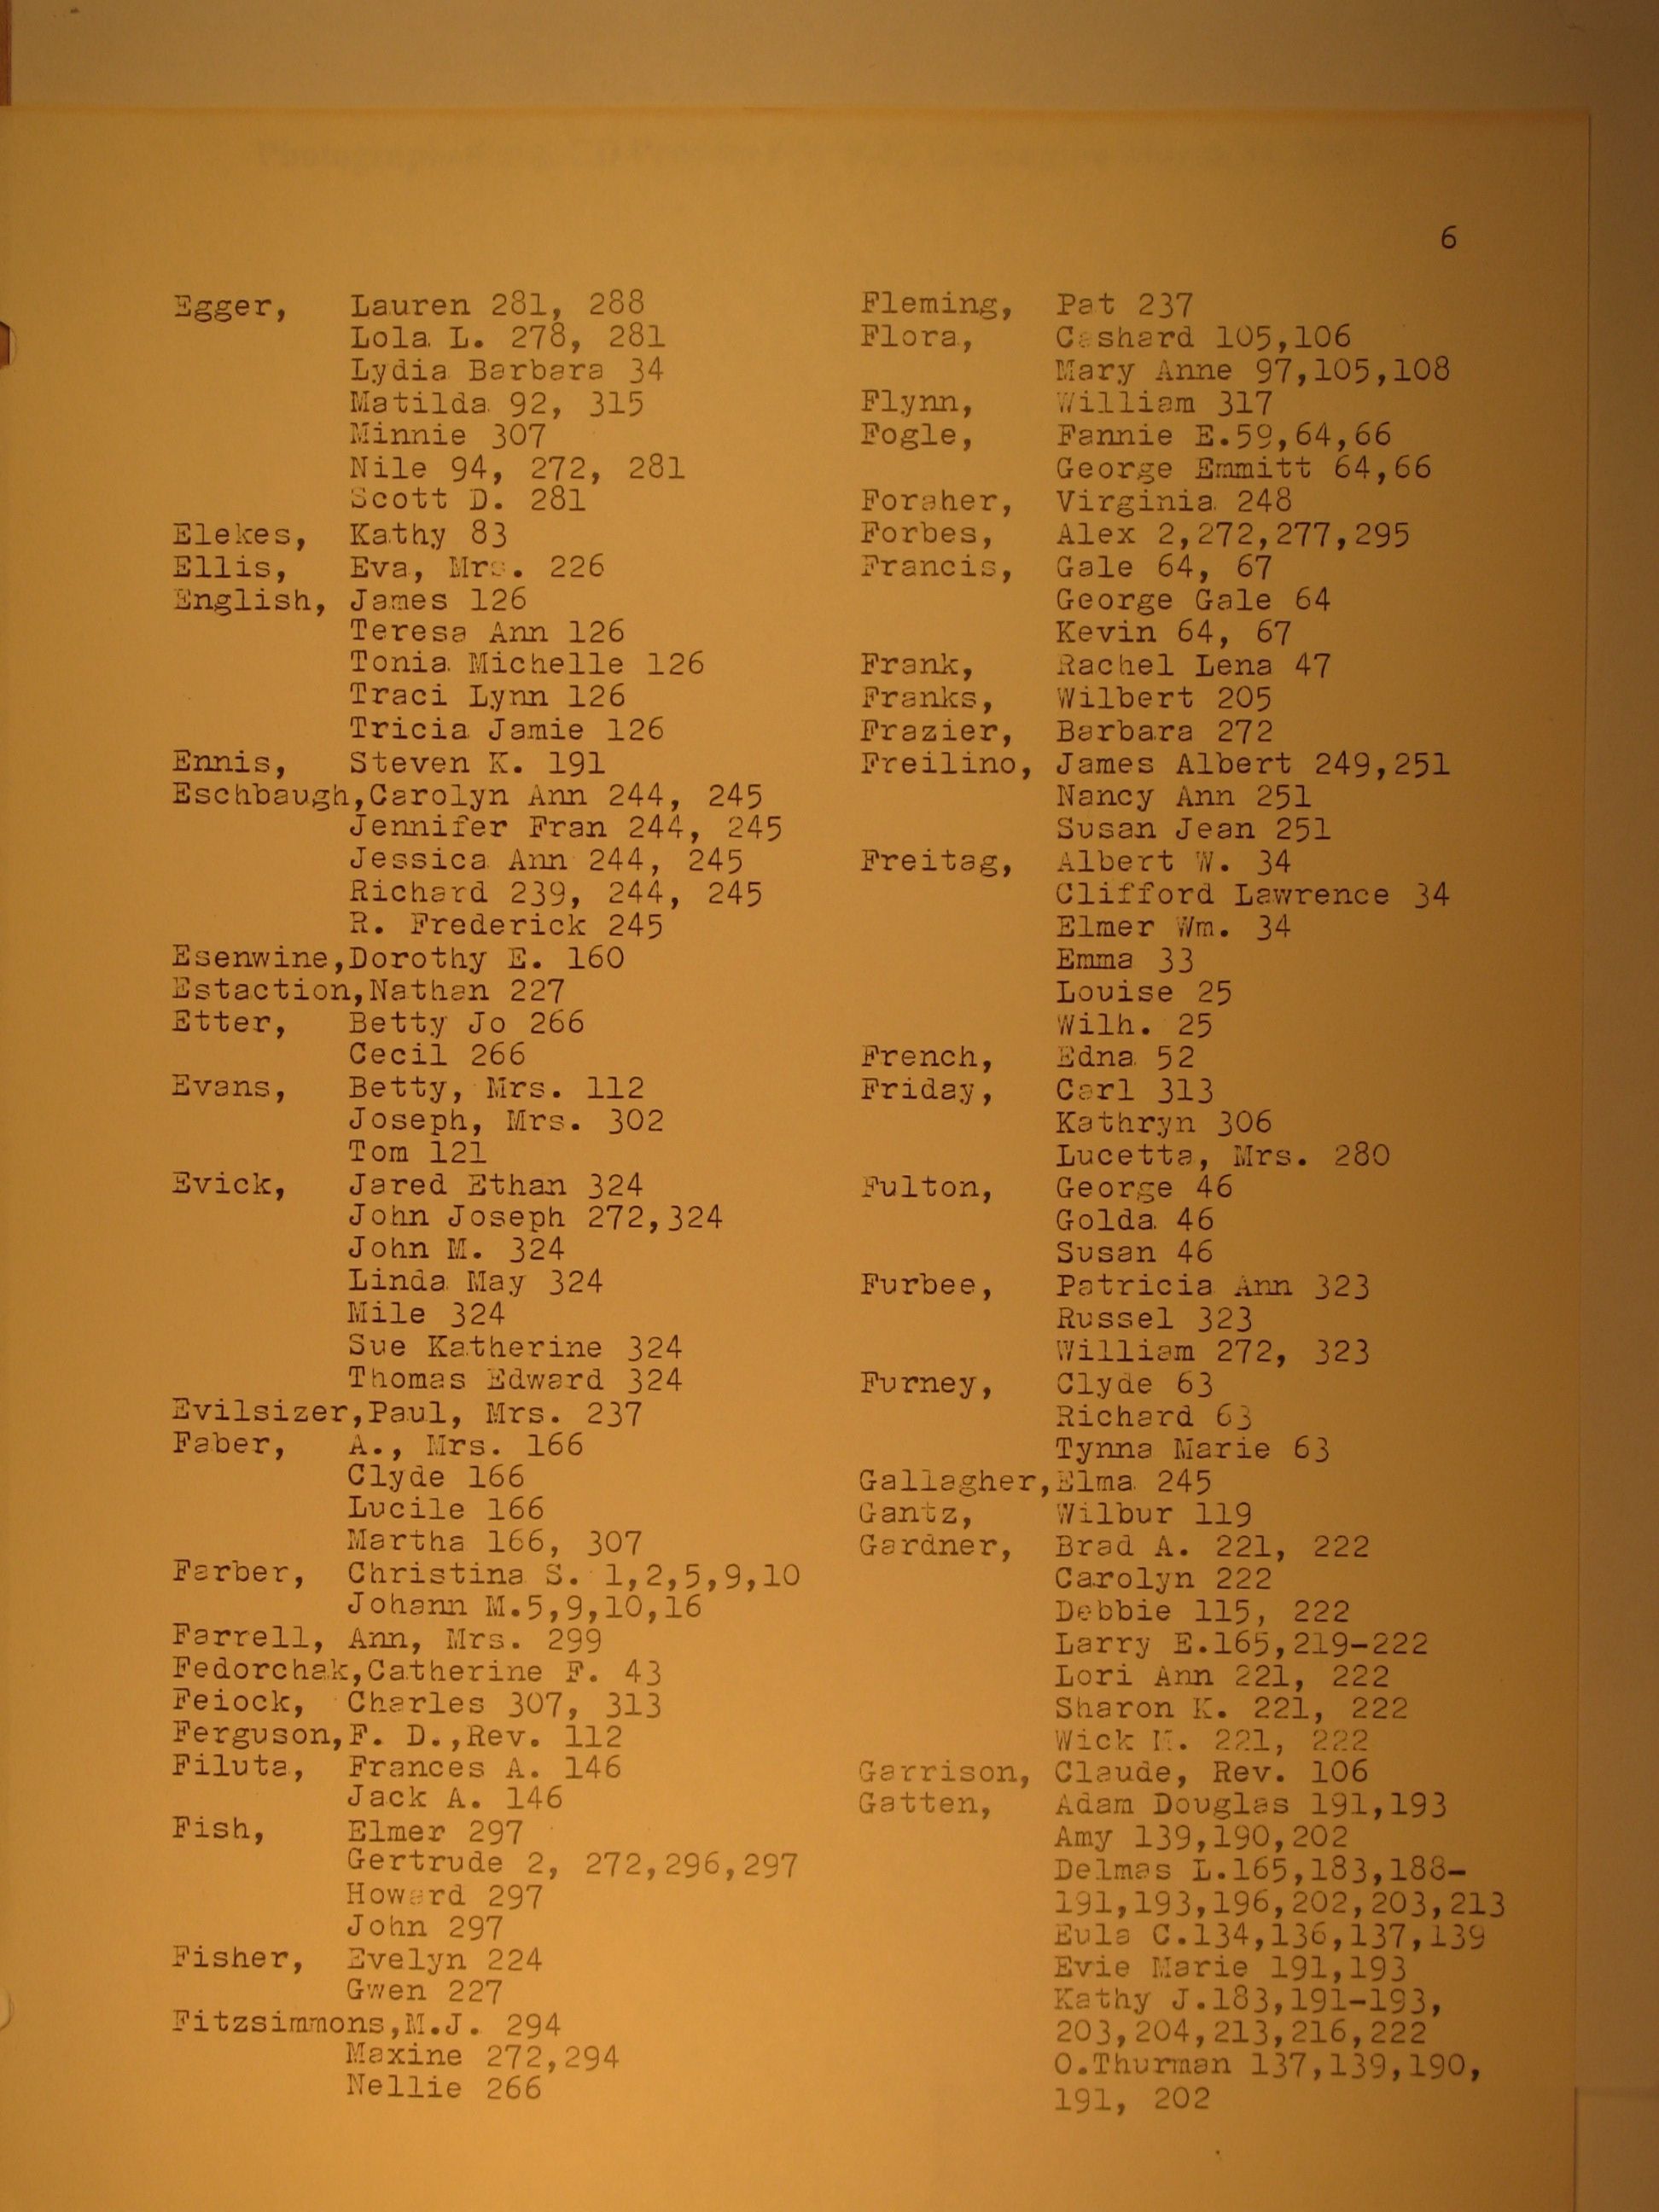 6
Egger, Lauren 281, 288
Lola L. 278, 281
Lydia Barbara 34
Matilda 92, 315
Minnie 307
Nile 94, 272, 281
Scott D. 281
Elekes, Kathy 83
Ellis, Eva, Mrs. 226
English, James 126
Teresa Ann 126
Tonia Michelle 126
Traci Lynn 126
Tricia Jamie 126
Ennis, Steven K. 191
Eschbaugh,Carolyn Ann 244, 245
Jennifer Fran 244, 245
Jessica Ann 244, 245
Richard 239, 244, 245
R. Frederick 245
Esenwine,Dorothy E. 160
Estaction,Nathan 227
Etter, Betty Jo 266
Cecil 266
Evans, Betty, Mrs. 112
Joseph, Mrs. 302
Tom 121
Evick, Jared Ethan 324
John Joseph 272,324
John M. 324
Linda May 324
Mile 324
Sue Katherine 324
Thomas Edward 324
Evilsizer,Paul, Mrs. 237
Faber, A., Mrs. 166
Clyde 166
Lucile 166
Martha 166, 307
Farber, Christina S. 1,2,5,9,10
Johann M.5,9,10,16
Farrell, Ann, Mrs. 299
Fedorchak,Catherine F. 43
Feiock, Charles 307, 313
Ferguson,F. D.,Rev. 112
Filuta, Frances A. 146
Jack A. 146
Fish, Elmer 297
Gertrude 2, 272,296,297
Howard 297
John 297
Fisher, Evelyn 224
Gwen 227
Fitzsimmons,M.J. 294
Maxine 272,294
Nellie 266
Fleming, Pat 237
Flora, Cashard 105,106
Mary Anne 97,105,108
Flynn, William 317
Fogle, Fannie E.59,64,66
George Emmitt 64,66
Foraher, Virginia 248
Forbes, Alex 2,272,277,295
Francis, Gale 64, 67
George Gale 64
Kevin 64, 67
Frank, Rachel Lena 47
Franks, Wilbert 205
Frazier, Barbara 272
Freilino, James Albert 249,251
Nancy Ann 251
Susan Jean 251
Freitag, Albert W. 34
Clifford Lawrence 34
Elmer Wm. 34
Emma 33
Louise 25
Wilh. 25
French, Edna 52
Friday, Carl 313
Kathryn 306
Lucetta, Mrs. 280
Fulton, George 46
Golda 46
Susan 46
Furbee, Patricia Ann 323
Russel 323
William 272, 323
Furney, Clyde 63
Richard 63
Tynna Marie 63
Gallagher,Elma 245
Gantz, Wilbur 119
Gardner, Brad A. 221, 222
Carolyn 222
Debbie 115, 222
Larry E.165,219-222
Lori Ann 221, 222
Sharon K. 221, 222
Wick M. 221, 222
Garrison, Claude, Rev. 106
Gatten, Adam Douglas 191,193
Amy 139,190,202
Delmas L.165,183,188-
191,193,196,202,203,213
Eula C.134,136,137,139
Evie Marie 191,193
Kathy J.183,191-193,
203,204,213,216,222
O.Thurman 137,139,190,
191, 202